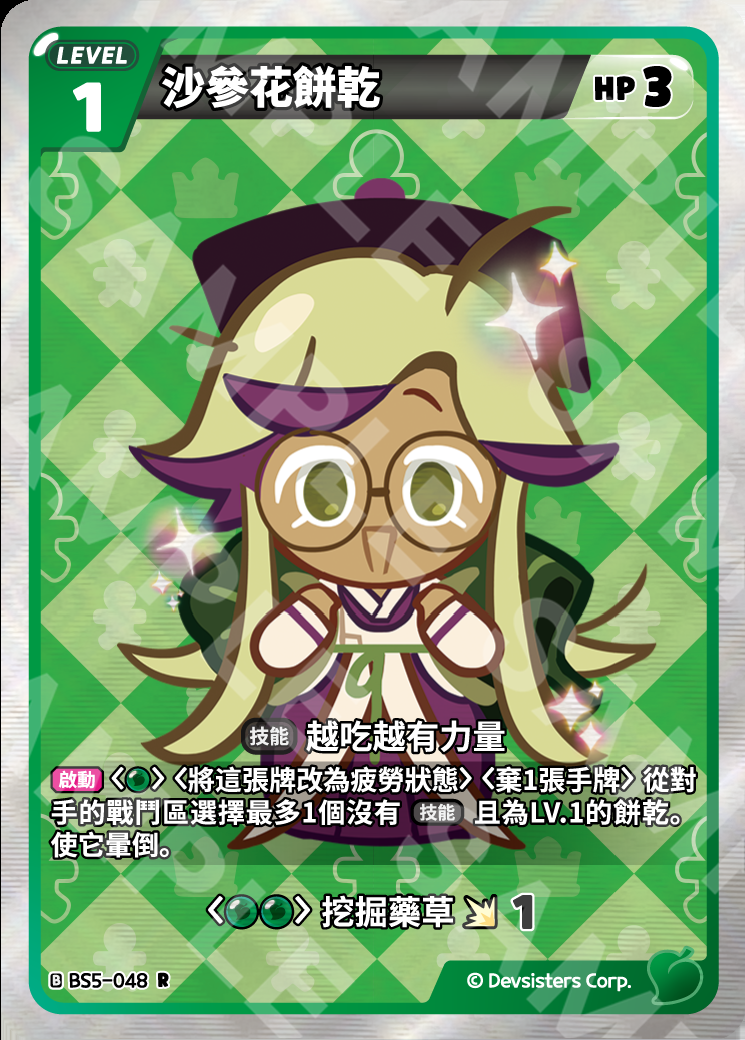 LEVEL
1
沙參花餅乾
HP 3
技能 越吃越有力量
啟動 〈●〉〈將這張牌改為疲勞狀態〉〈棄1張手牌〉從對
手的戰鬥區選擇最多1個沒有 技能 且為LV.1的餅乾。
使它暈倒。
〈●●〉挖掘藥草 1
B BS5-048 R
© Devsisters Corp.
SAMPLE